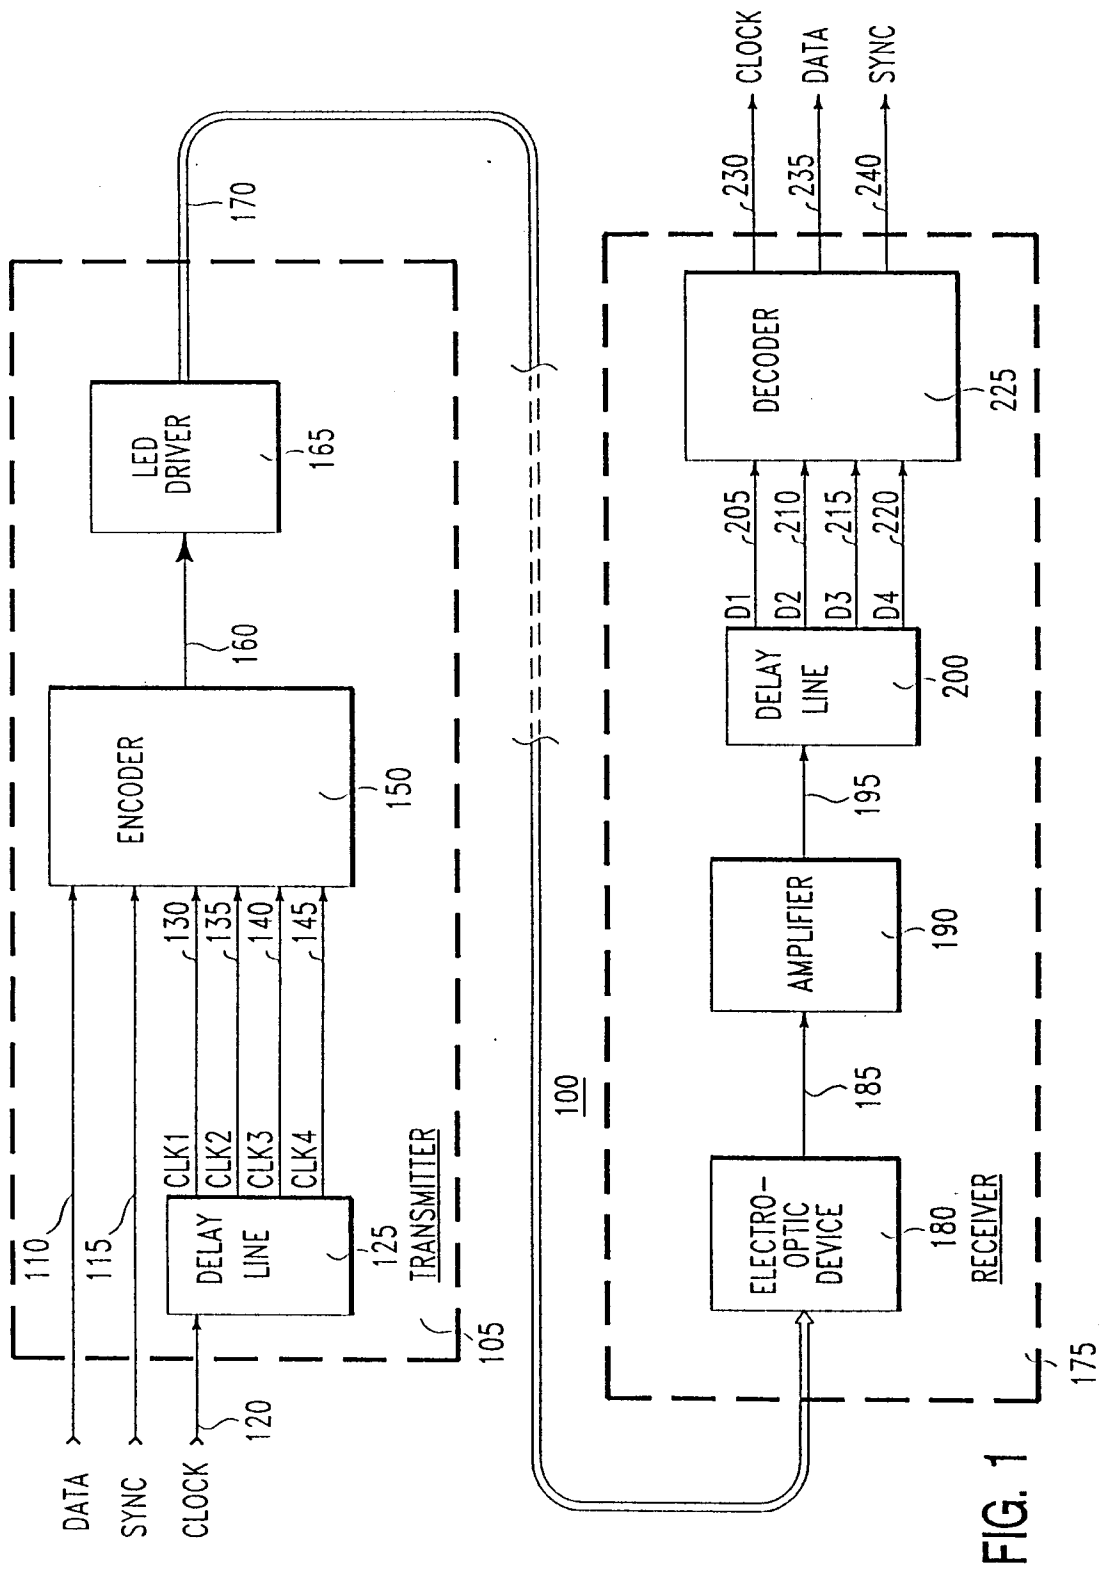 DATA
110
SYNC
115
CLOCK
120
DELAY
LINE
125
CLK1
130
CLK2
135
CLK3
140
CLK4
145
ENCODER
150
160
LED
DRIVER
165
170
TRANSMITTER
105
100
ELECTRO-
OPTIC
DEVICE
180
185
AMPLIFIER
190
195
DELAY
LINE
200
D1
205
D2
210
D3
215
D4
220
DECODER
225
230
CLOCK
235
DATA
240
SYNC
RECEIVER
175
FIG. 1